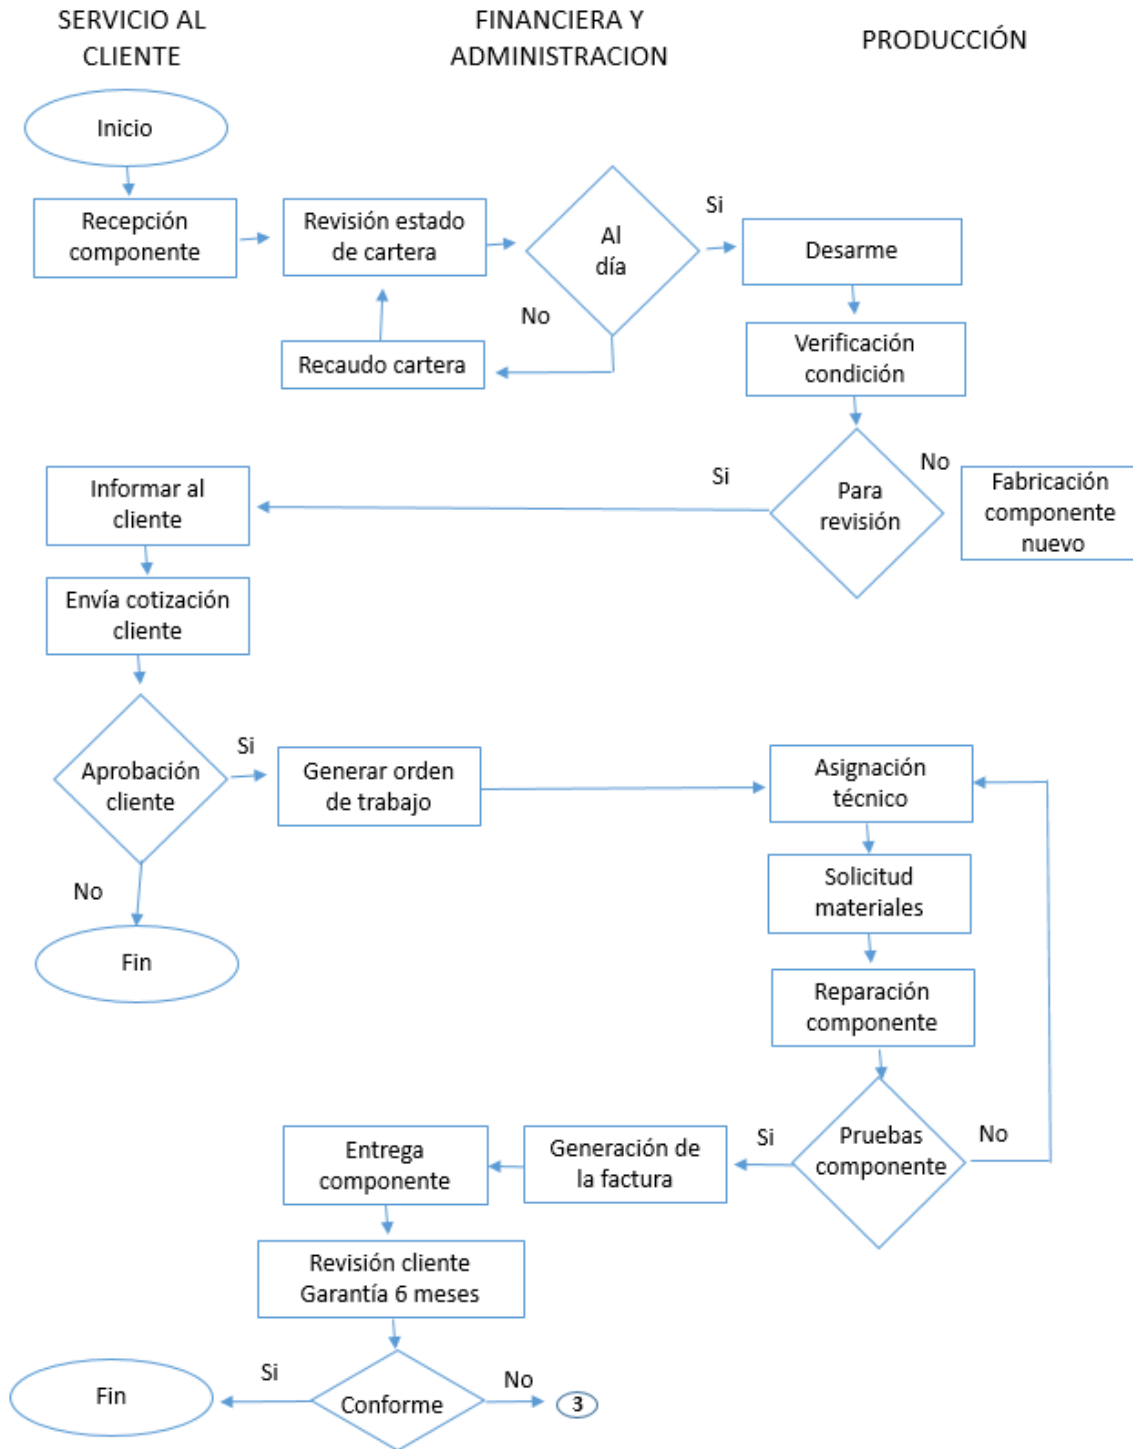 SERVICIO AL
CLIENTE
FINANCIERA Y
ADMINISTRACION
PRODUCCIÓN
Inicio
Recepción
componente
Revisión estado
de cartera
Al
día
Si
Desarme
No
Recaudo cartera
Verificación
condición
Para
revisión
Si
No
Fabricación
componente
nuevo
Informar al
cliente
Envía cotización
cliente
Aprobación
cliente
Si
Generar orden
de trabajo
Asignación
técnico
No
Fin
Solicitud
materiales
Reparación
componente
Pruebas
componente
No
Si
Generación de
la factura
Entrega
componente
Revisión cliente
Garantía 6 meses
Conforme
Si
Fin
No
3